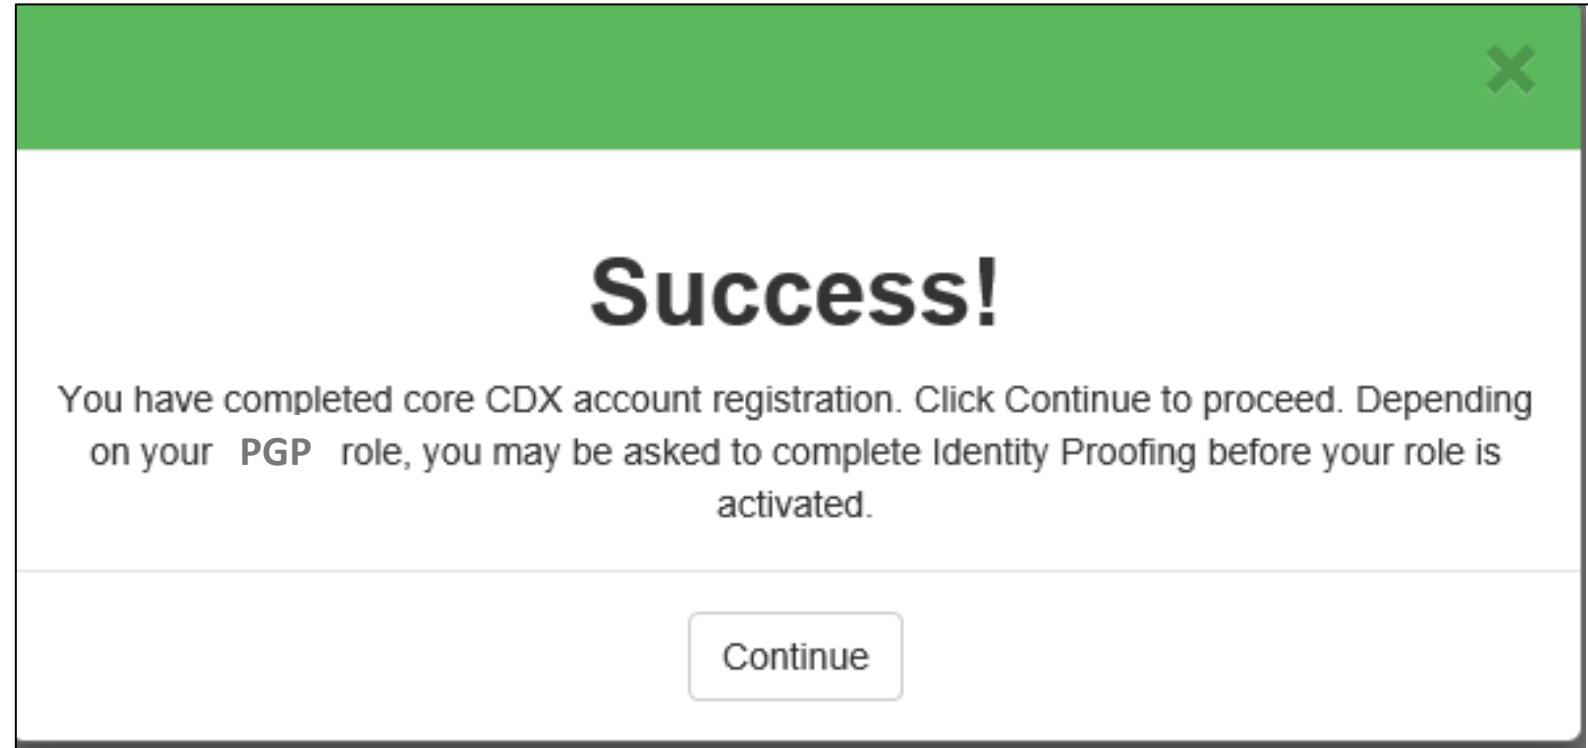 Success!
You have completed core CDX account registration. Click Continue to proceed. Depending
on your PGP role, you may be asked to complete Identity Proofing before your role is
activated.
Continue